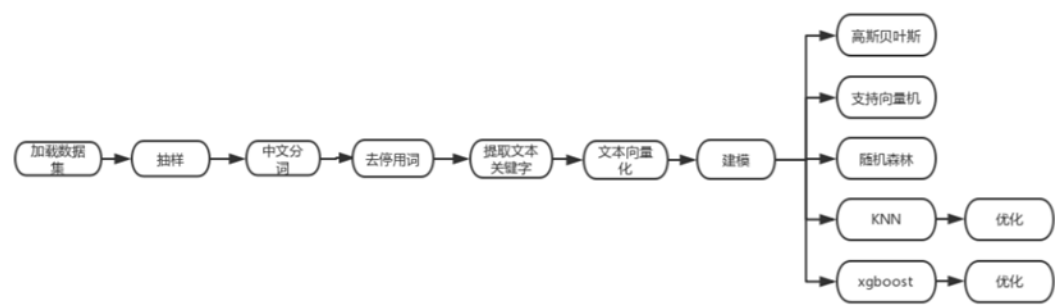 加载数据
集
抽样
中文分
词
去停用词
提取文本
关键字
文本向量
化
建模
高斯贝叶斯
支持向量机
随机森林
KNN
优化
xgboost
优化